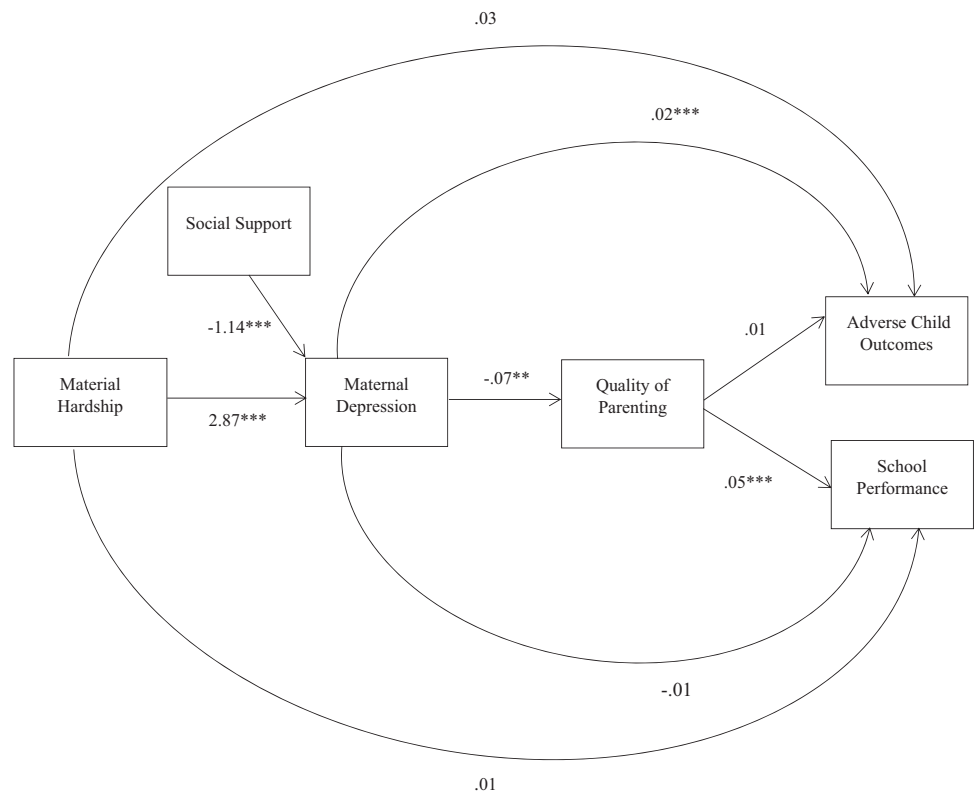 .03
.02***
Social Support
-1.14***
.01
Adverse Child
Outcomes
Material
Hardship
2.87***
Maternal
Depression
-.07**
Quality of
Parenting
.05***
School
Performance
-.01
.01